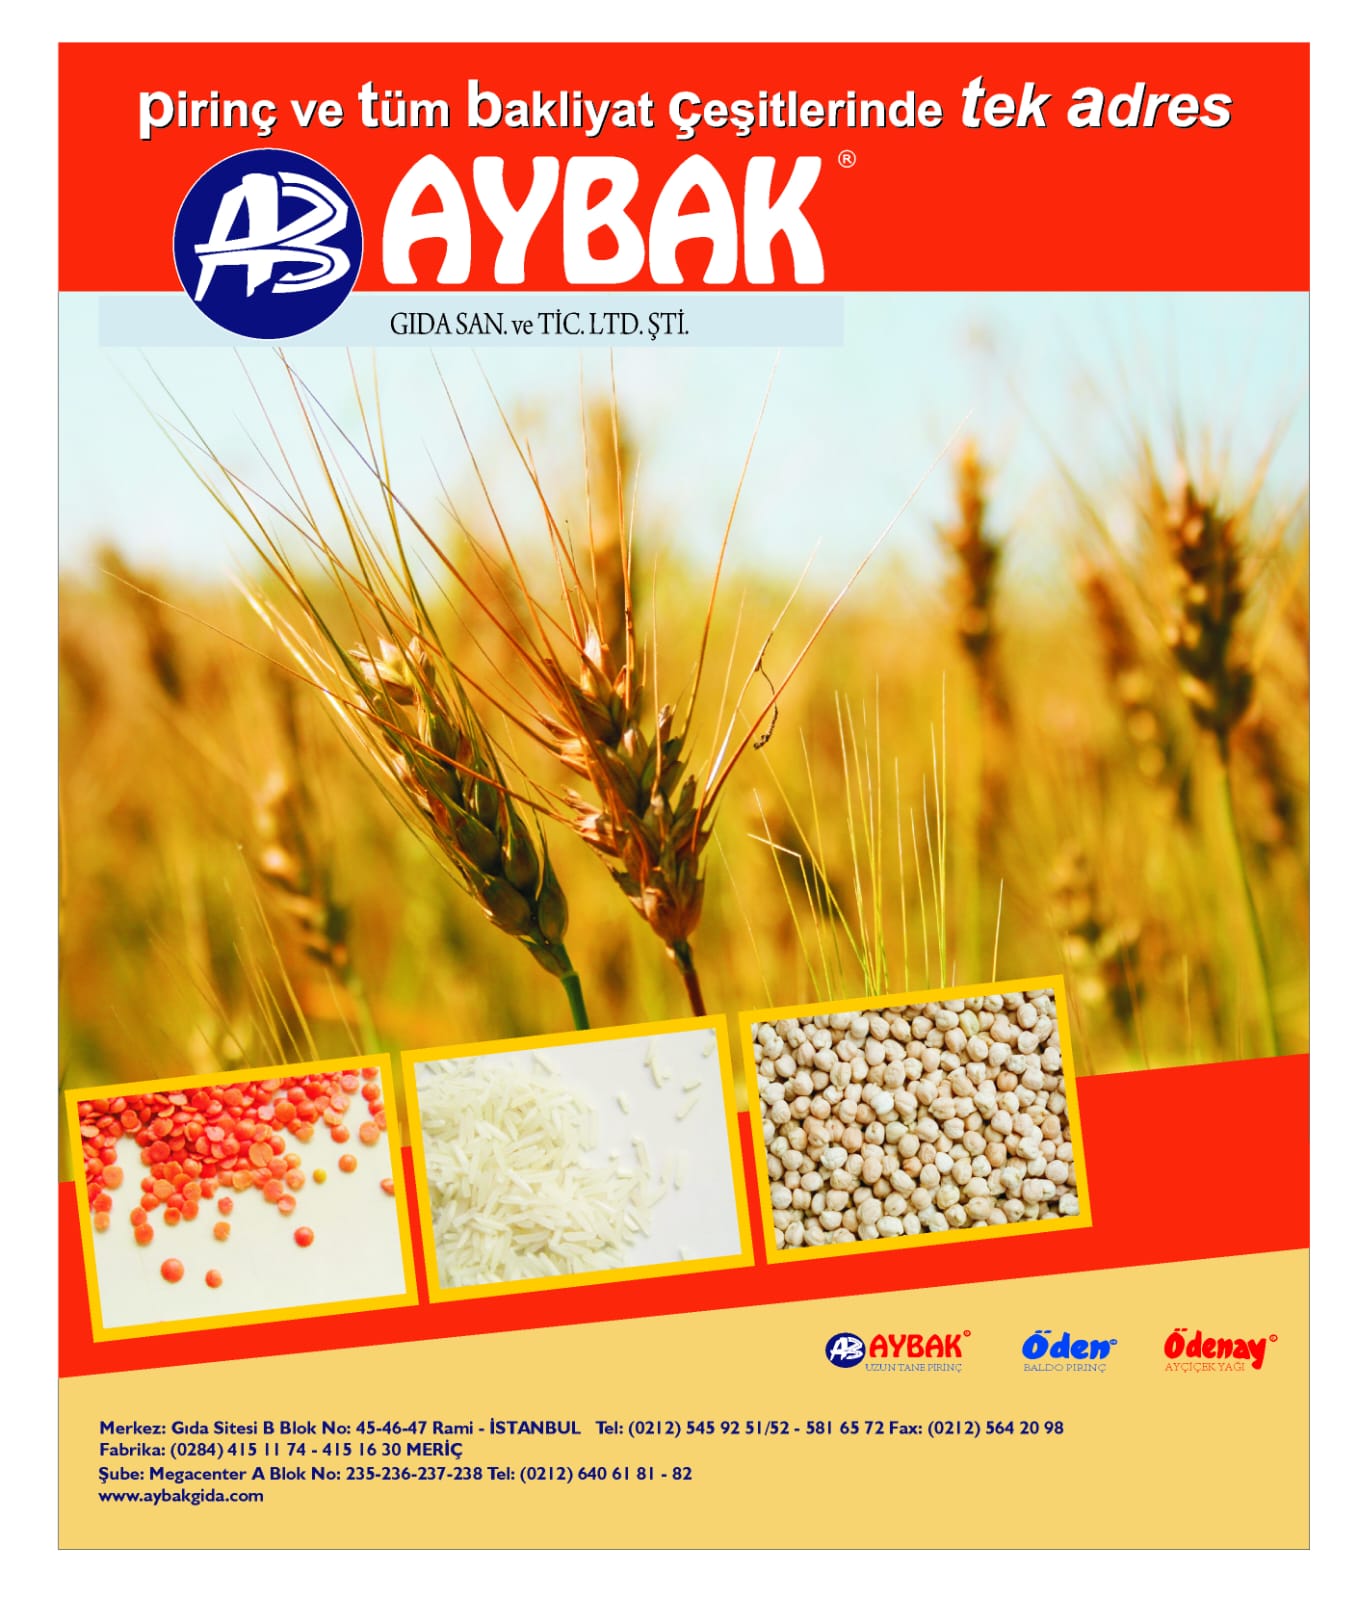 pirinç ve tüm bakliyat çeşitlerinde tek adres
AB AYBAK®
GIDA SAN. ve TİC. LTD. ŞTİ.
AB AYBAK®
UZUN TANE PİRİNÇ
Öden
BALDO PİRİNÇ
Ödenay®
AYÇİÇEK YAĞI
Merkez: Gıda Sitesi B Blok No: 45-46-47 Rami - İSTANBUL Tel: (0212) 545 92 51/52 - 581 65 72 Fax: (0212) 564 20 98
Fabrika: (0284) 415 11 74 - 415 16 30 MERİÇ
Şube: Megacenter A Blok No: 235-236-237-238 Tel: (0212) 640 61 81 - 82
www.aybakgida.com